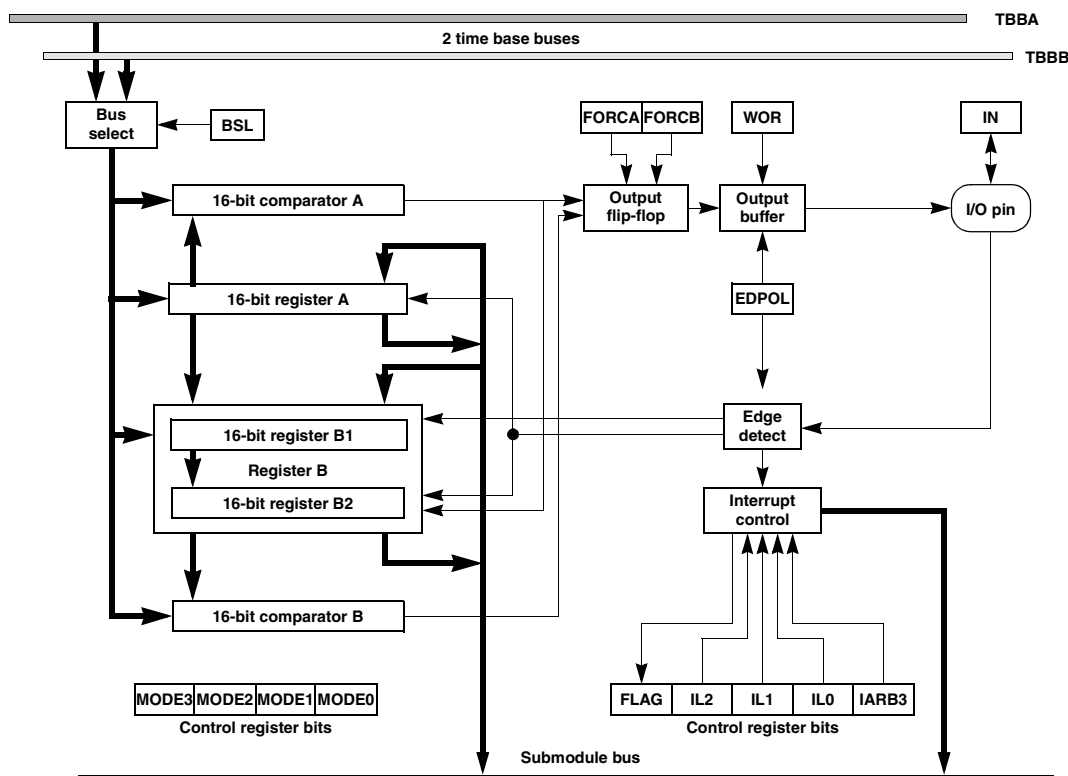 TBBA
2 time base buses
TBBB
Bus
select
BSL
FORCA FORCB
WOR
IN
16-bit comparator A
Output
flip-flop
Output
buffer
I/O pin
16-bit register A
EDPOL
16-bit register B1
Register B
16-bit register B2
Edge
detect
Interrupt
control
16-bit comparator B
MODE3 MODE2 MODE1 MODE0
Control register bits
FLAG IL2 IL1 IL0 IARB3
Control register bits
Submodule bus